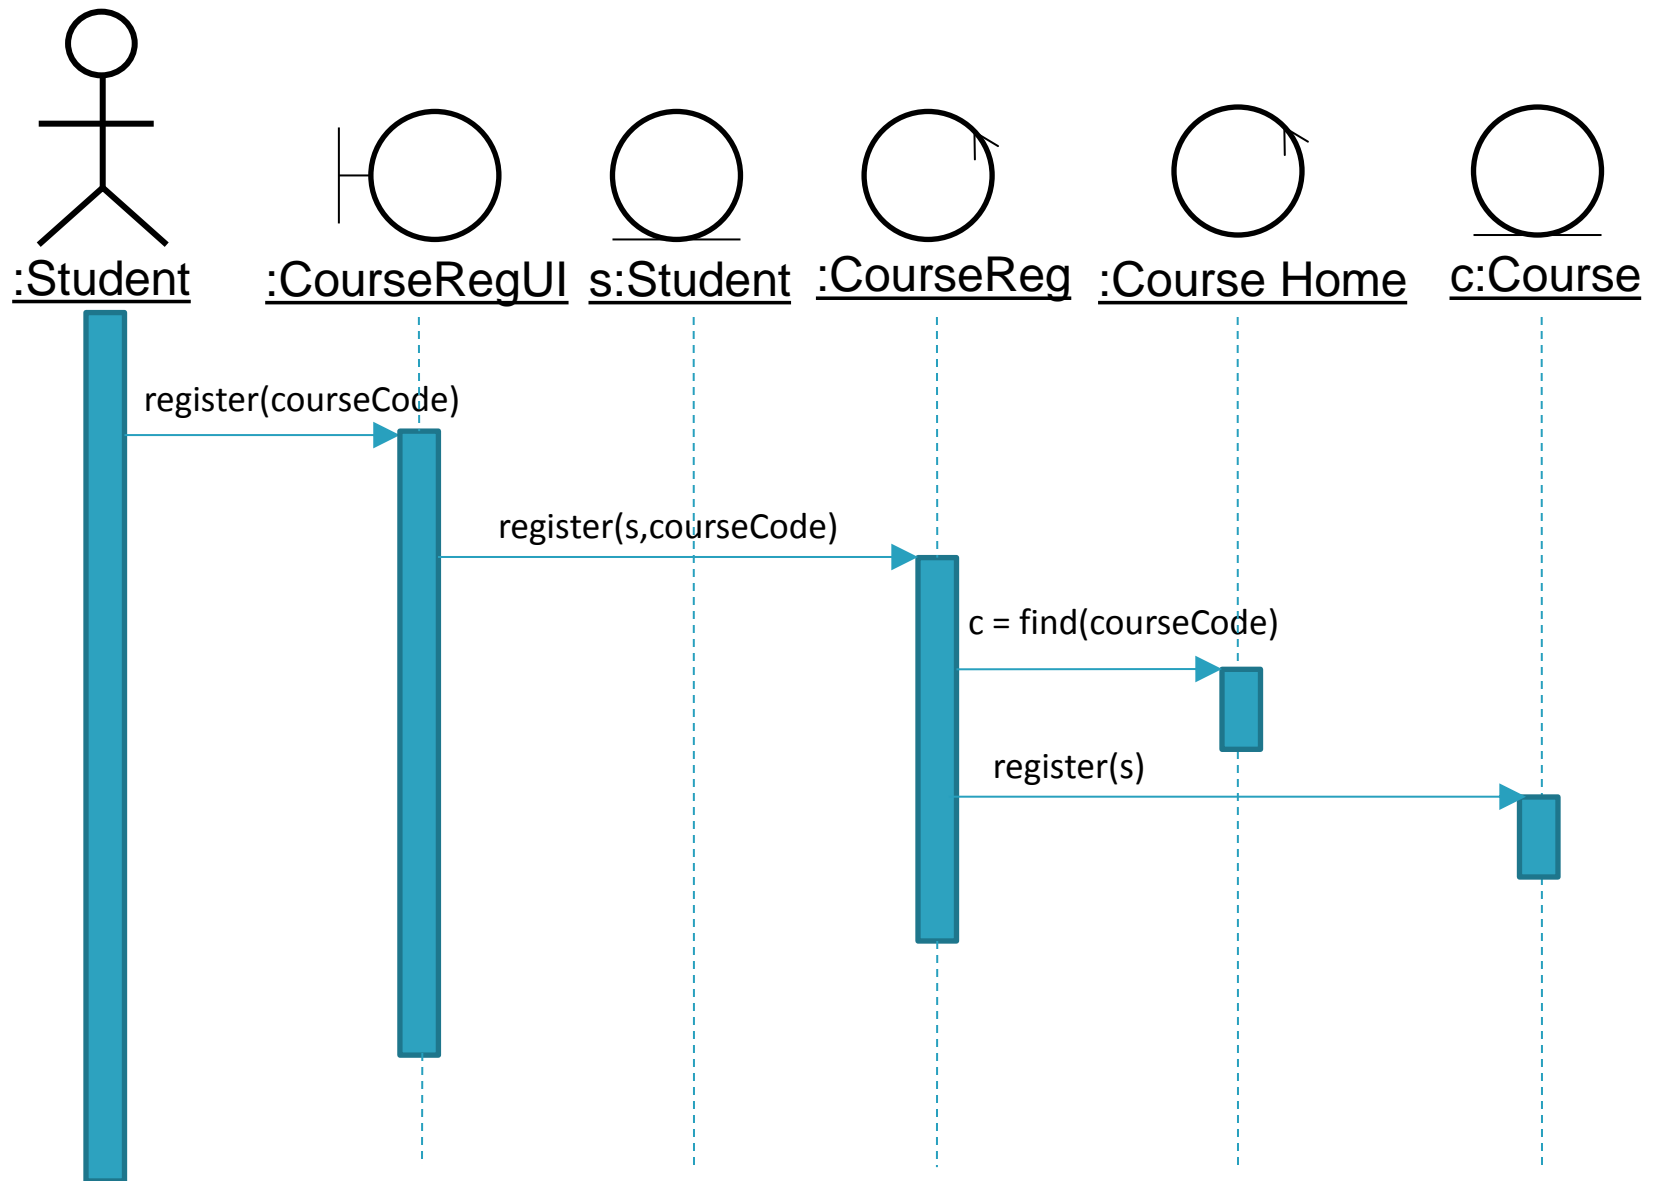 :Student
:CourseRegUI
s:Student
:CourseReg
:Course Home
c:Course
register(courseCode)
register(s,courseCode)
c = find(courseCode)
register(s)